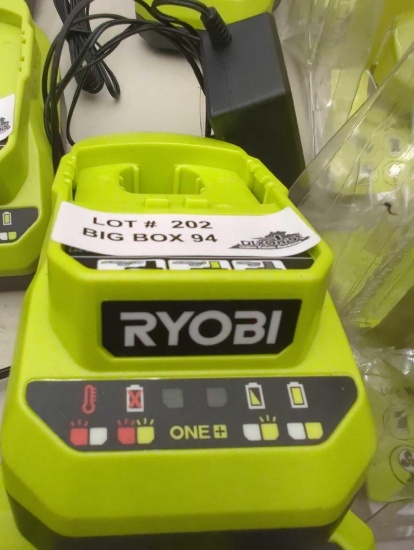 LOT # 202
BIG BOX 94
RYOBI
ONE+